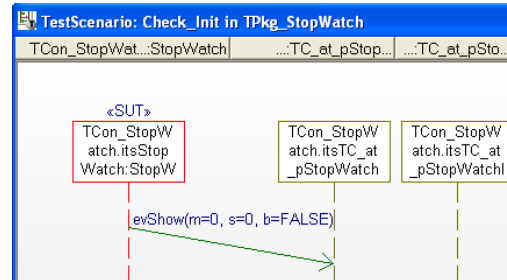 TestScenario: Check_Init in TPkg_StopWatch
TCon_StopWat...:StopWatch
...:TC_at_pStop...
...:TC_at_pSto...
«SUT»
TCon_StopW
atch.itsStop
Watch:StopW
TCon_StopW
atch.itsTC_at
_pStopWatch
TCon_StopW
atch.itsTC_at
_pStopWatchI
evShow(m=0, s=0, b=FALSE)